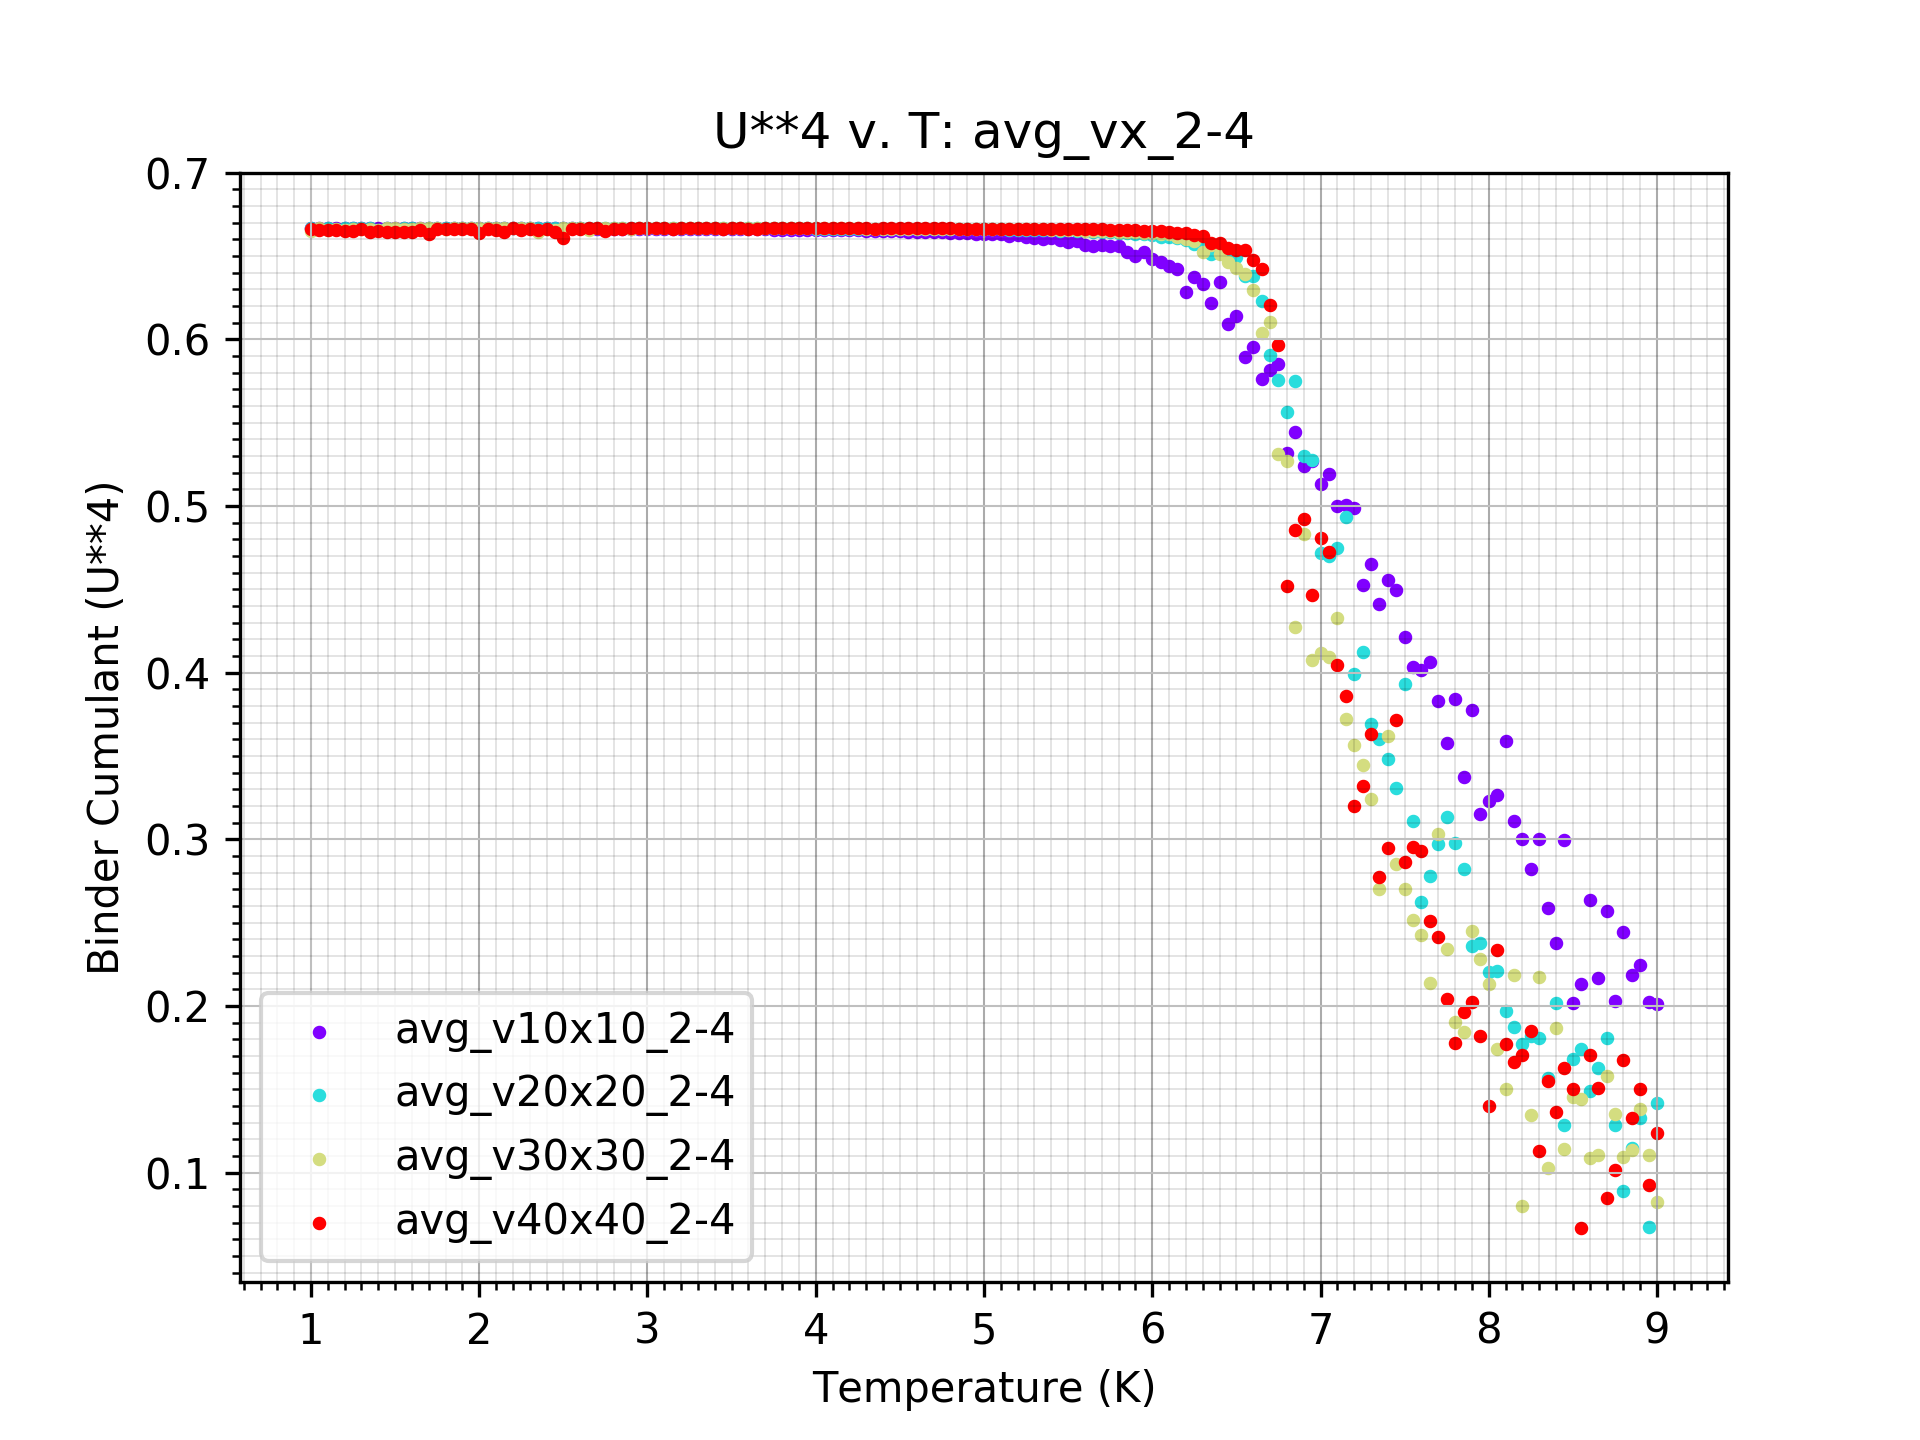 U**4 v. T: avg_vx_2-4
Binder Cumulant (U**4)
0.7
0.6
0.5
0.4
0.3
0.2
0.1
avg_v10x10_2-4
avg_v20x20_2-4
avg_v30x30_2-4
avg_v40x40_2-4
1 2 3 4 5 6 7 8 9
Temperature (K)